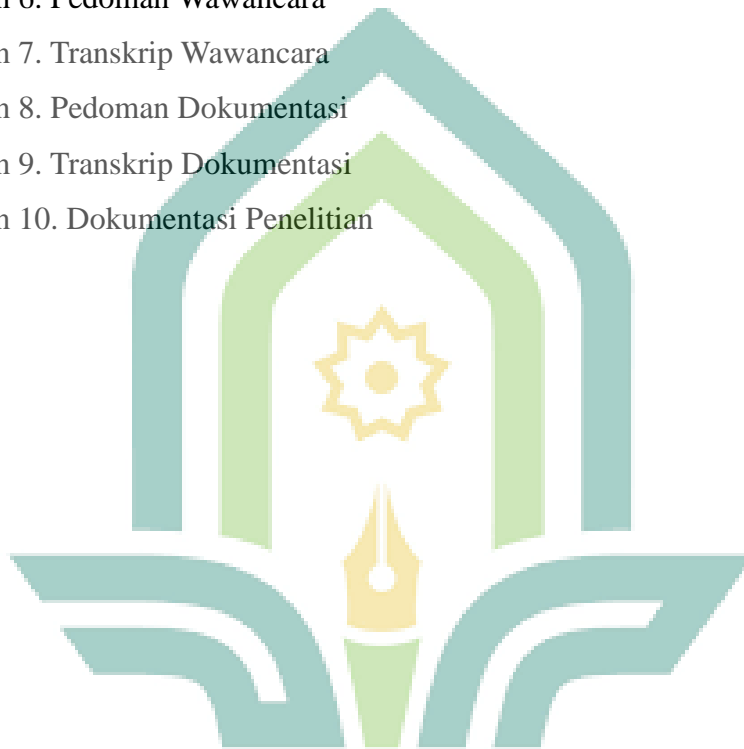 n 6. Pedoman Wawancara
n 7. Transkrip Wawancara
n 8. Pedoman Dokumentasi
n 9. Transkrip Dokumentasi
n 10. Dokumentasi Penelitian